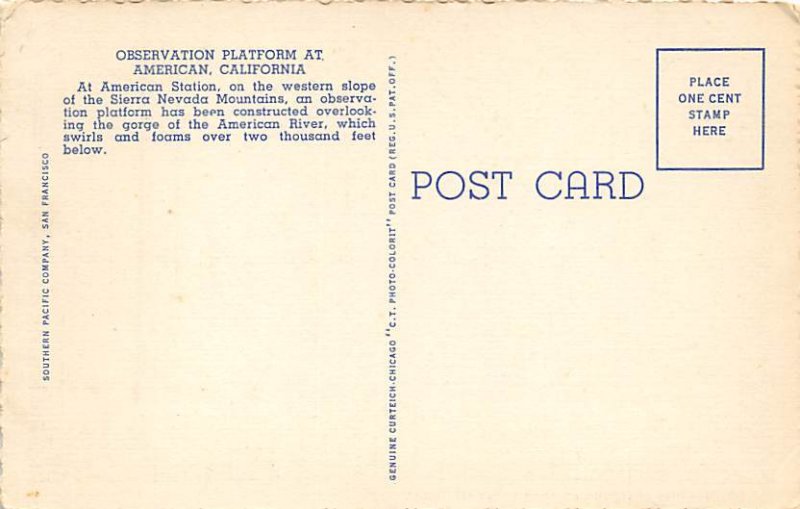 OBSERVATION PLATFORM AT
AMERICAN, CALIFORNIA
At American Station, on the western slope
of the Sierra Nevada Mountains, an observa-
tion platform has been constructed overlook-
ing the gorge of the American River, which
swirls and foams over two thousand feet
below.
SOUTHERN PACIFIC COMPANY, SAN FRANCISCO
GENUINE CURTEICH-CHICAGO "C.T. PHOTO-COLORIT" POST CARD (REG. U.S. PAT. OFF.)
POST CARD
PLACE
ONE CENT
STAMP
HERE